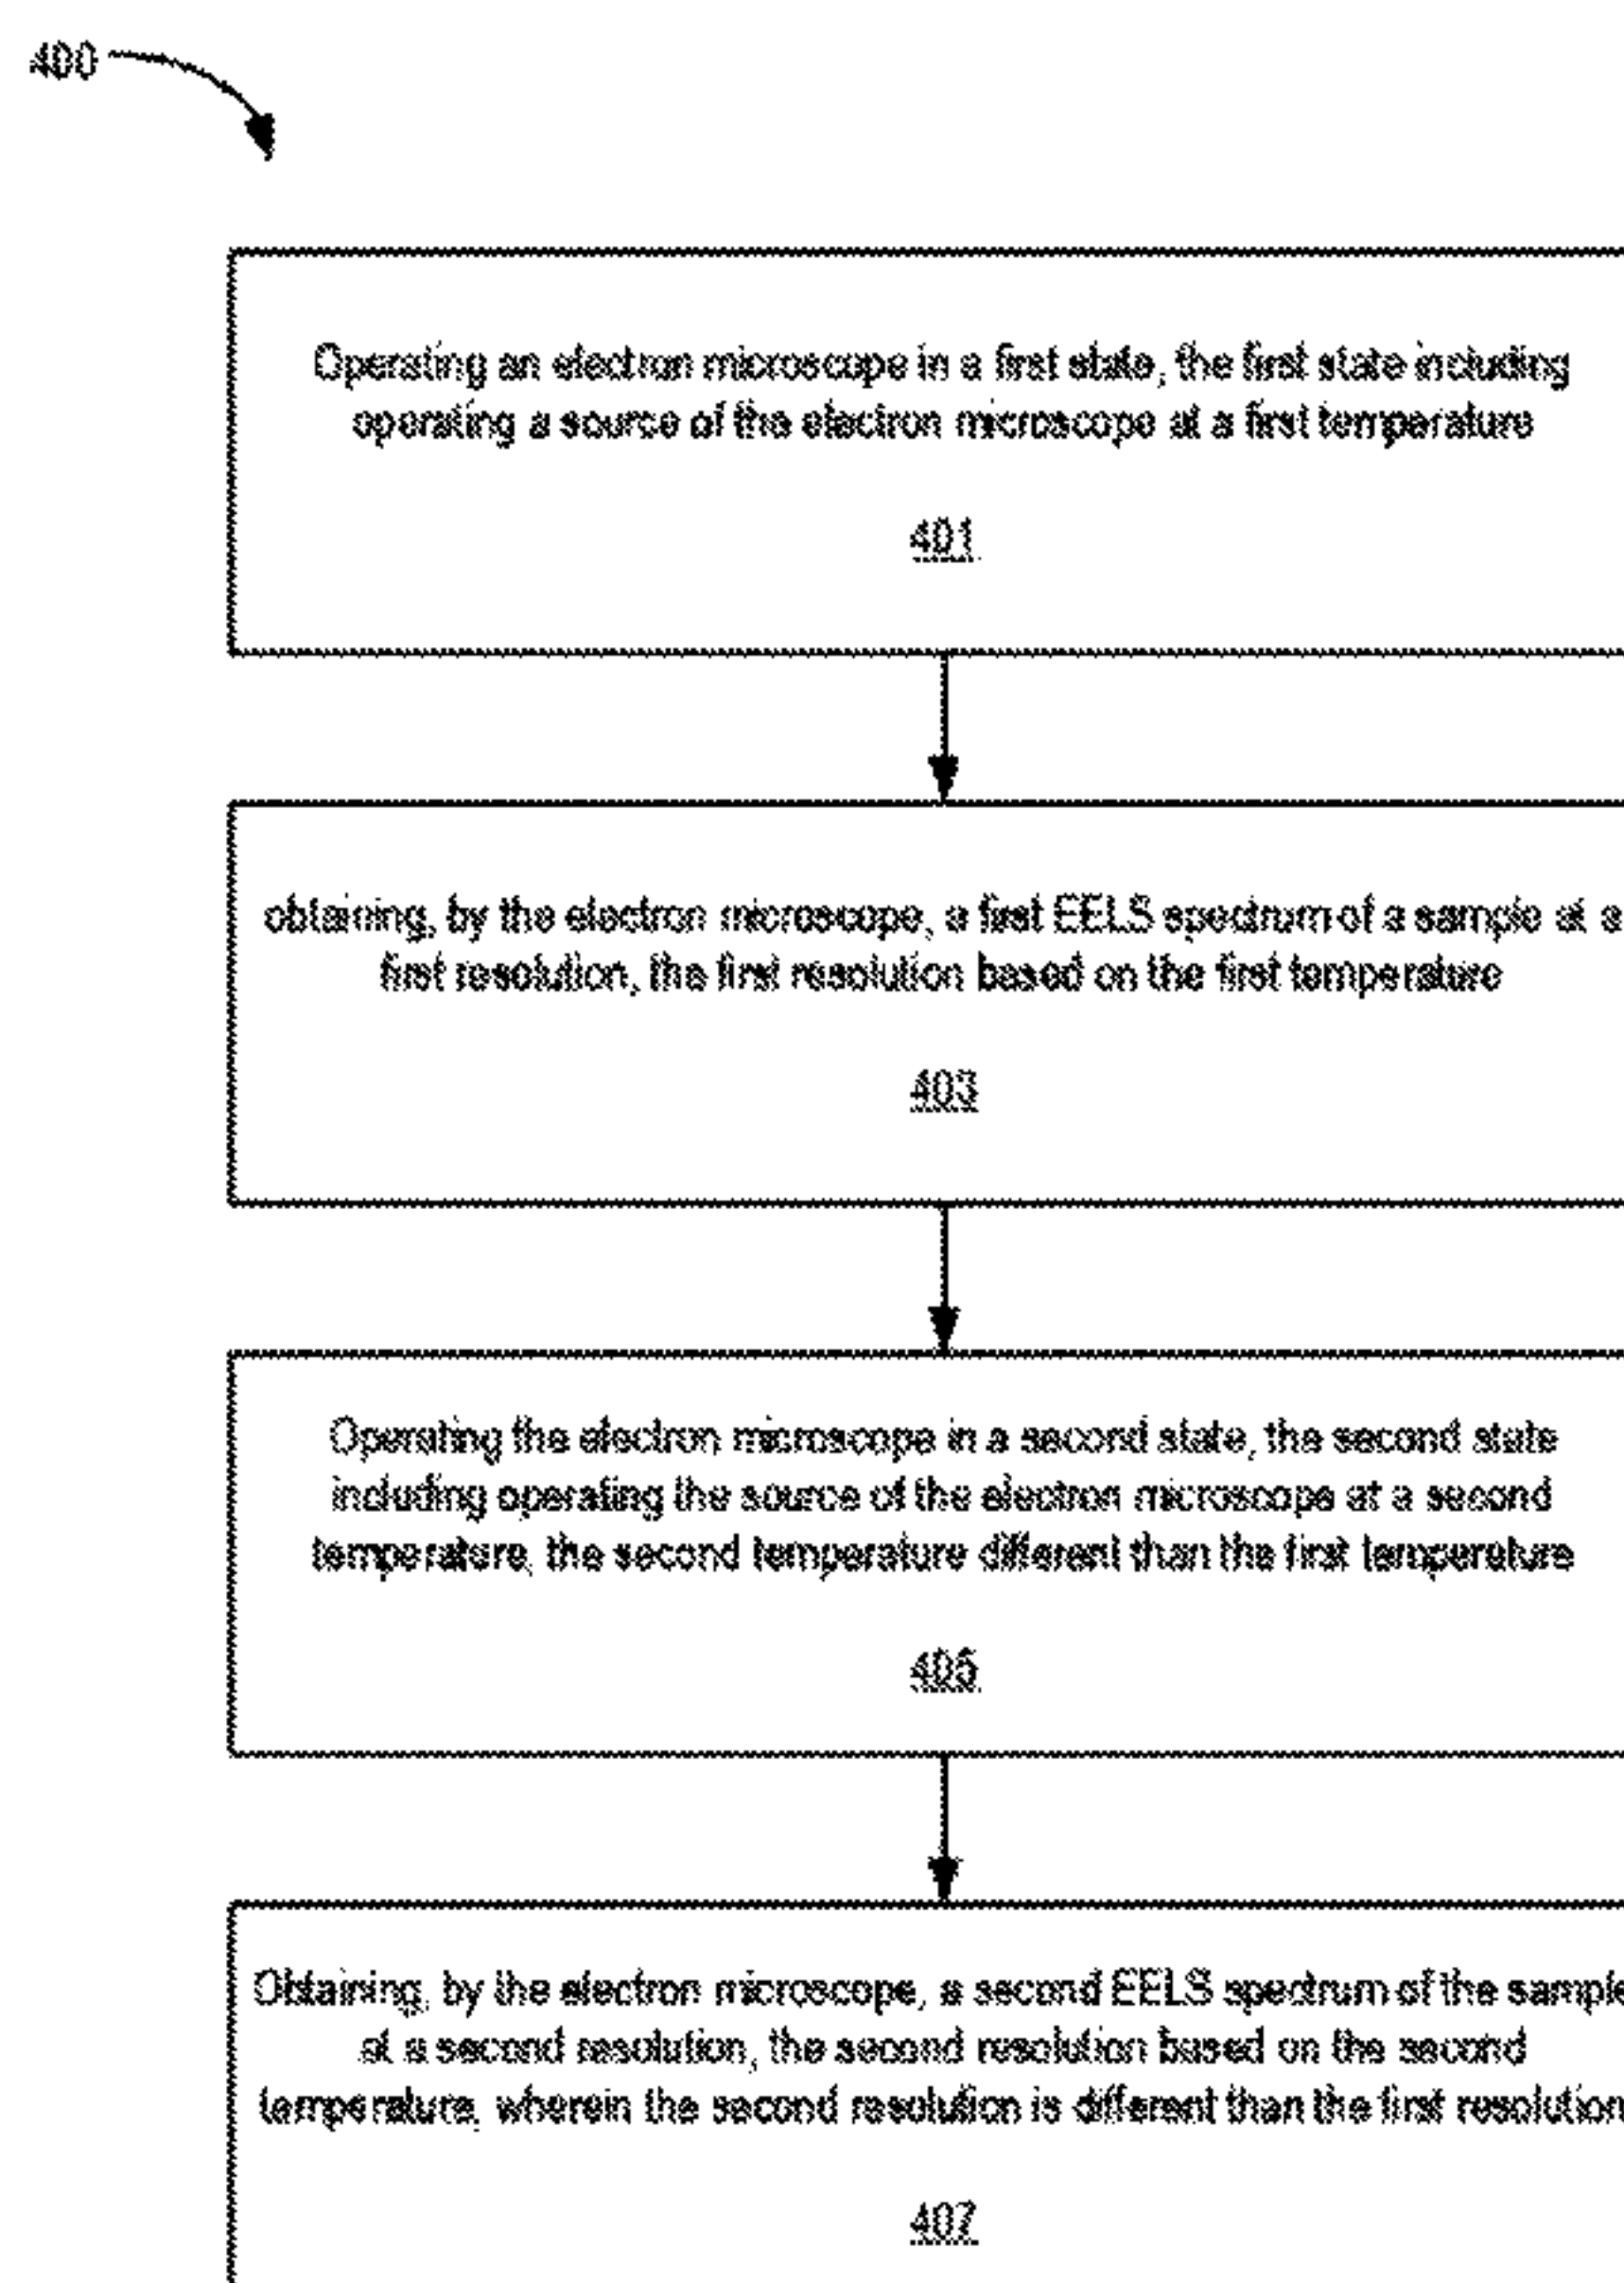 400
Operating an electron microscope in a first state, the first state including
operating a source of the electron microscope at a first temperature
401
obtaining, by the electron microscope, a first EELS spectrum of a sample at a
first resolution, the first resolution based on the first temperature
403
Operating the electron microscope in a second state, the second state
including operating the source of the electron microscope at a second
temperature, the second temperature different than the first temperature
405
Obtaining, by the electron microscope, a second EELS spectrum of the sample
at a second resolution, the second resolution based on the second
temperature, wherein the second resolution is different than the first resolution
407